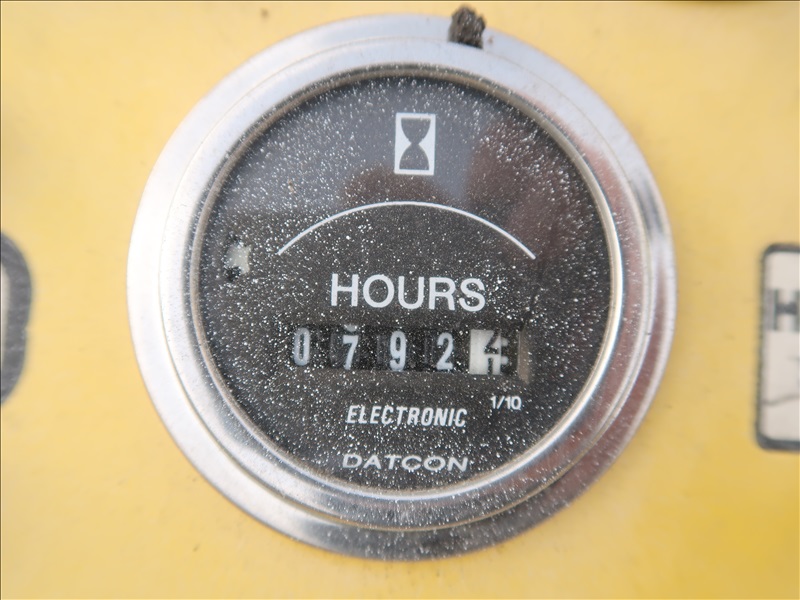 HOURS
0792
1/10
ELECTRONIC
DATCON
H